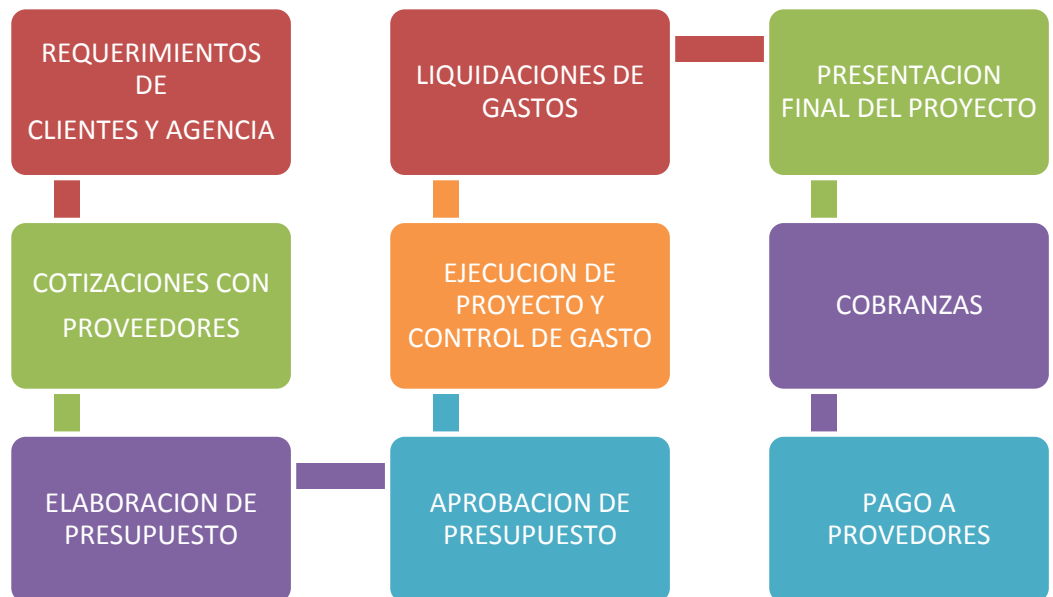 REQUERIMIENTOS
DE
CLIENTES Y AGENCIA
COTIZACIONES CON
PROVEEDORES
ELABORACION DE
PRESUPUESTO
APROBACION DE
PRESUPUESTO
EJECUCION DE
PROYECTO Y
CONTROL DE GASTO
LIQUIDACIONES DE
GASTOS
PRESENTACION
FINAL DEL PROYECTO
COBRANZAS
PAGO A
PROVEDORES